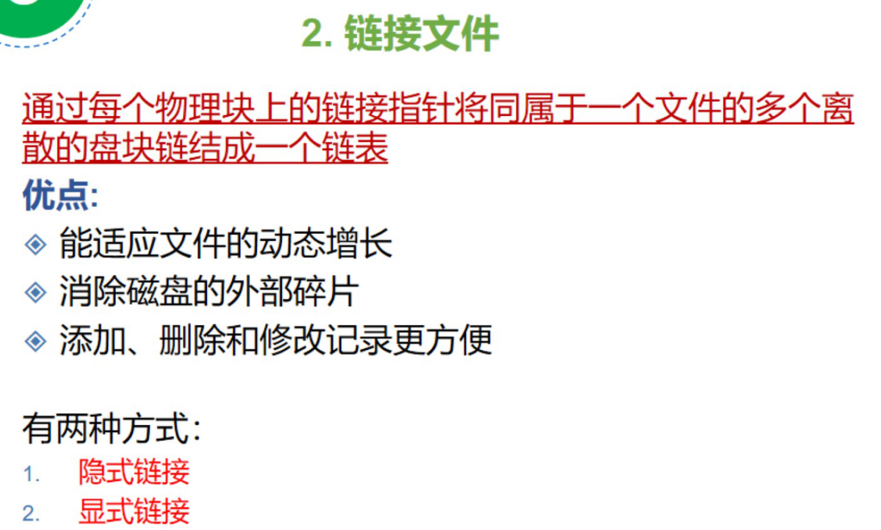 2. 链接文件
通过每个物理块上的链接指针将同属于一个文件的多个离
散的盘块链结成一个链表
优点:
能适应文件的动态增长
消除磁盘的外部碎片
添加、删除和修改记录更方便
有两种方式：
1. 隐式链接
2. 显式链接